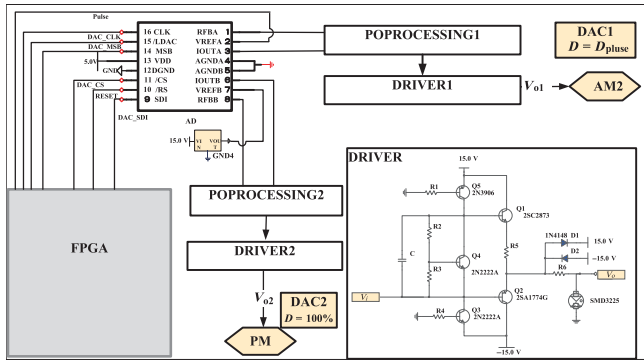 Pulse
DAC_CLK
DAC_MSB
5.0V
GND
DAC_CS
RESET
DAC_SDI
16 CLK
15 /LDAC
14 MSB
13 VDD
12 DGND
11 /CS
10 /RS
9 SDI
RFBA 1
VREFA 2
IOUTA 3
AGNDA 4
AGNDB 5
IOUTB 6
VREFB 7
RFBB 8
AD
15.0 V
VI N
VOU T
GND4
POPROCESSING1
DRIVER1
Vo1
AM2
DAC1
D = Dpluse
FPGA
POPROCESSING2
DRIVER2
Vo2
PM
DAC2
D = 100%
DRIVER
15.0 V
R1
Q5
2N3906
Q1
2SC2873
R2
C
Q4
2N2222A
R3
R5
1N4148 D1
15.0 V
D2
−15.0 V
R6
Vo
VI
R4
Q3
2N2222A
Q2
2SA1774G
SMD3225
−15.0 V